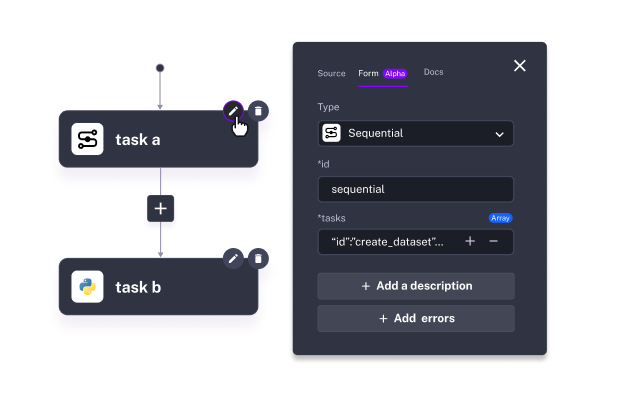 task a
task b
Source Form Alpha Docs
Type
Sequential
*id
sequential
*tasks Array
"id":"create_dataset"... + −
+ Add a description
+ Add errors